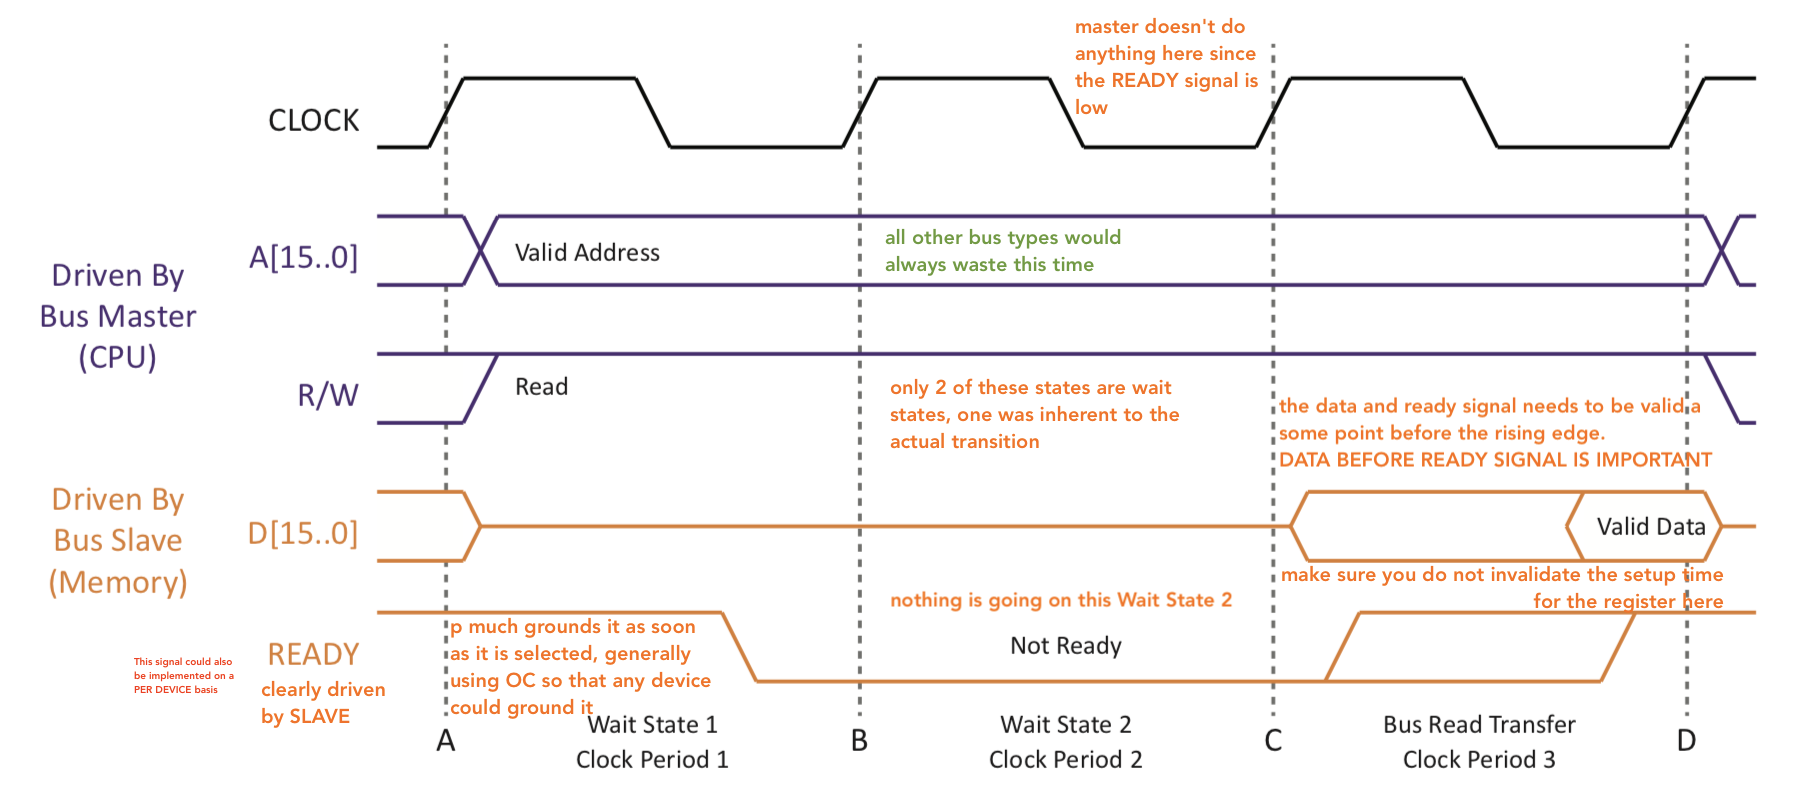 master doesn't do
anything here since
the READY signal is
low
CLOCK
Driven By
Bus Master
(CPU)
A[15..0]
Valid Address
all other bus types would
always waste this time
R/W
Read
only 2 of these states are wait
states, one was inherent to the
actual transition
the data and ready signal needs to be valid a
some point before the rising edge.
DATA BEFORE READY SIGNAL IS IMPORTANT
Driven By
Bus Slave
(Memory)
D[15..0]
Valid Data
make sure you do not invalidate the setup time
for the register here
nothing is going on this Wait State 2
READY
clearly driven
by SLAVE
This signal could also
be implemented on a
PER DEVICE basis
p much grounds it as soon
as it is selected, generally
using OC so that any device
could ground it
Not Ready
A
Wait State 1
Clock Period 1
B
Wait State 2
Clock Period 2
C
Bus Read Transfer
Clock Period 3
D